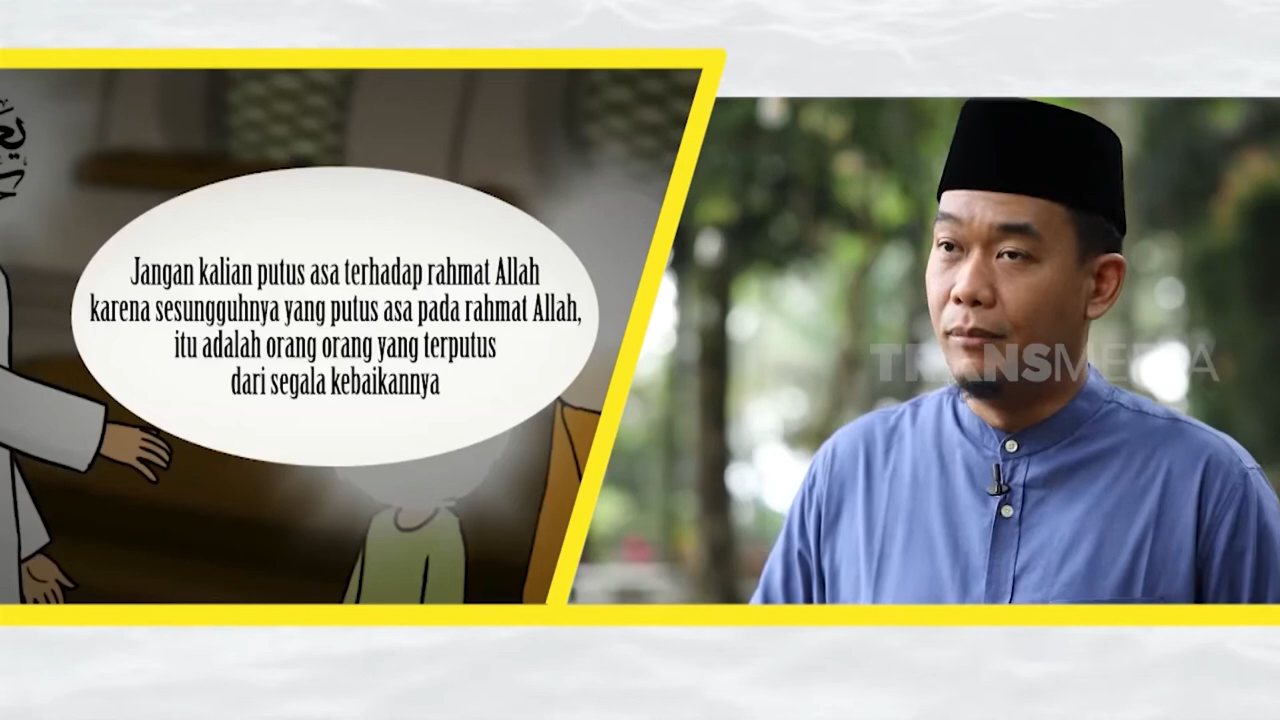 Jangan kalian putus asa terhadap rahmat Allah
karena sesungguhnya yang putus asa pada rahmat Allah,
itu adalah orang orang yang terputus
dari segala kebaikannya
TRANSMEDIA